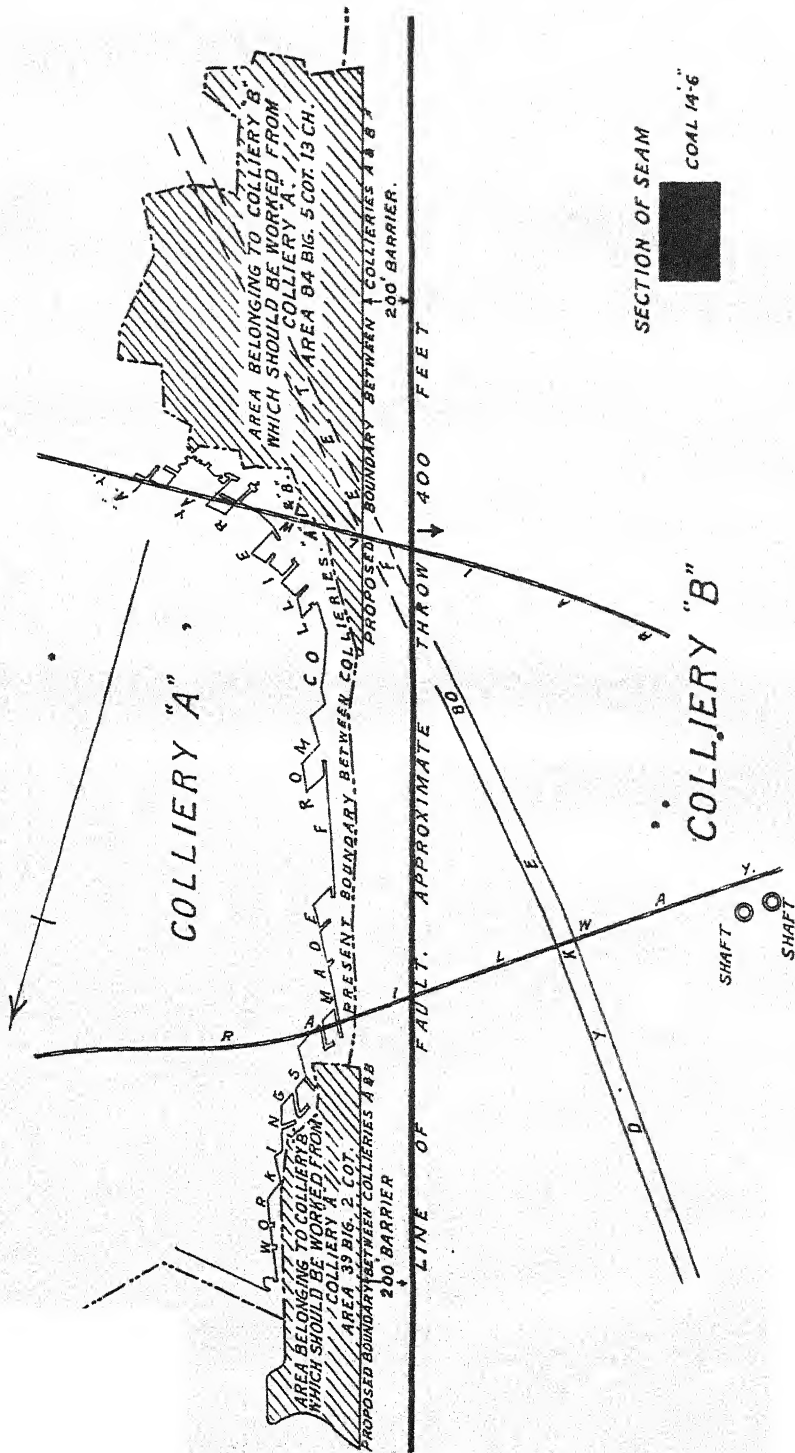 COLLIERY "A"
COLLIERY "B"
WORKINGS MADE FROM COLLIERY "A"
PRESENT BOUNDARY BETWEEN COLLIERIES "A" & "B".
AREA BELONGING TO COLLIERY "B"
WHICH SHOULD BE WORKED FROM
COLLIERY "A"
AREA 39 BIG. 2 COT.
PROPOSED BOUNDARY BETWEEN COLLIERIES A & B
200' BARRIER
AREA BELONGING TO COLLIERY "B"
WHICH SHOULD BE WORKED FROM
COLLIERY "A".
AREA 84 BIG. 5 COT. 13 CH.
PROPOSED BOUNDARY BETWEEN COLLIERIES A & B
200' BARRIER.
LINE OF FAULT. APPROXIMATE THROW 400 FEET
RAILWAY.
RAILWAY.
DYKE 80 FEET
SHAFT
SHAFT
SECTION OF SEAM
COAL 14'-6"